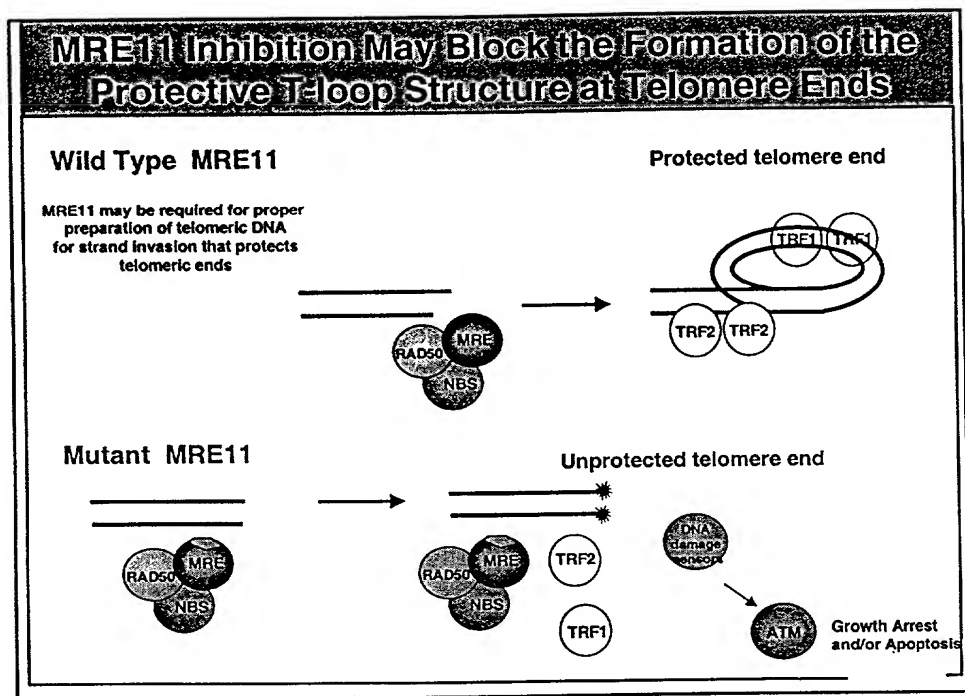 MRE11 Inhibition May Block the Formation of the
Protective T-loop Structure at Telomere Ends
Wild Type MRE11
Protected telomere end
MRE11 may be required for proper
preparation of telomeric DNA
for strand invasion that protects
telomeric ends
TRF1 TRF1
TRF2 TRF2
RAD50 MRE
NBS
Mutant MRE11
Unprotected telomere end
RAD50 MRE
NBS
RAD50 MRE
NBS
TRF2
TRF1
DNA
damage
sensors
ATM
Growth Arrest
and/or Apoptosis